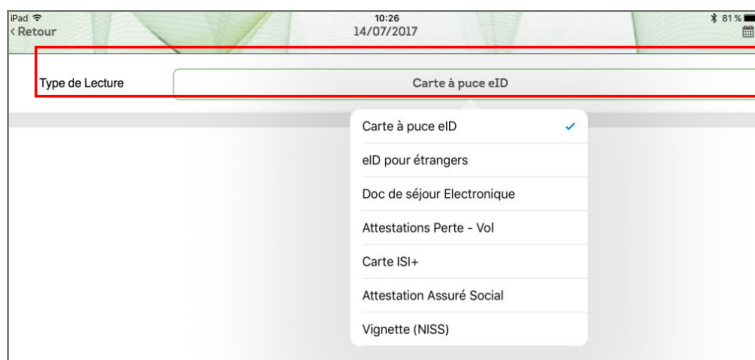 iPad 10:26 81 %
< Retour 14/07/2017
Type de Lecture Carte à puce eID
Carte à puce eID
eID pour étrangers
Doc de séjour Electronique
Attestations Perte - Vol
Carte ISI+
Attestation Assuré Social
Vignette (NISS)